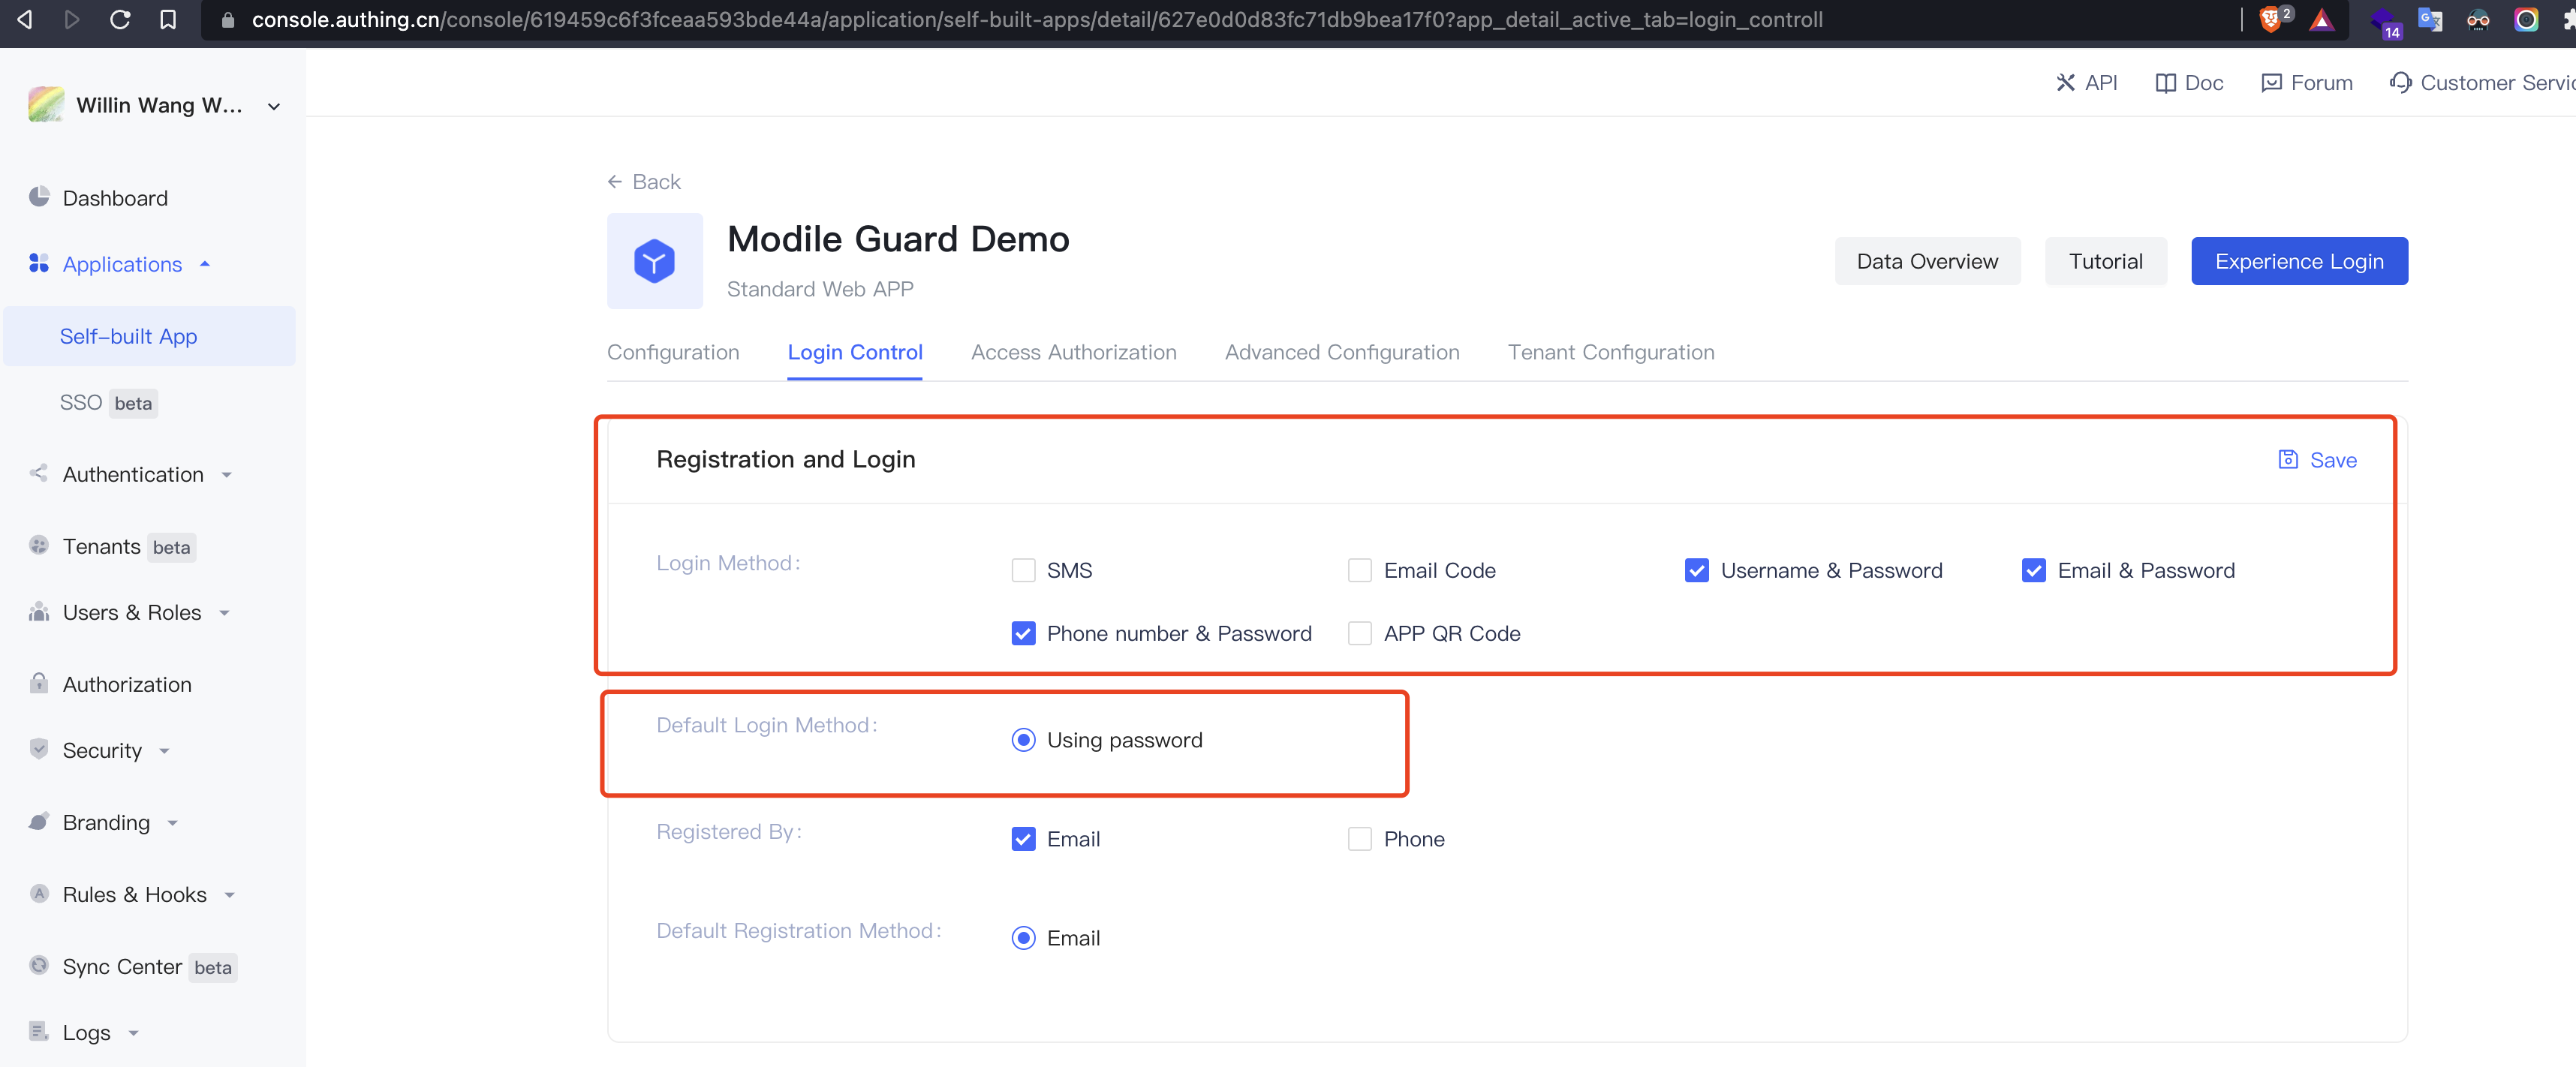 console.authing.cn/console/619459c6f3fceaa593bde44a/application/self-built-apps/detail/627e0d0d83fc71db9bea17f0?app_detail_active_tab=login_controll
2
14
Willin Wang W...
API
Doc
Forum
Customer Servic
Dashboard
Applications
Self-built App
SSO beta
Authentication
Tenants beta
Users & Roles
Authorization
Security
Branding
Rules & Hooks
Sync Center beta
Logs
Back
Modile Guard Demo
Standard Web APP
Data Overview
Tutorial
Experience Login
Configuration
Login Control
Access Authorization
Advanced Configuration
Tenant Configuration
Registration and Login
Save
Login Method:
SMS
Email Code
Username & Password
Email & Password
Phone number & Password
APP QR Code
Default Login Method:
Using password
Registered By:
Email
Phone
Default Registration Method:
Email